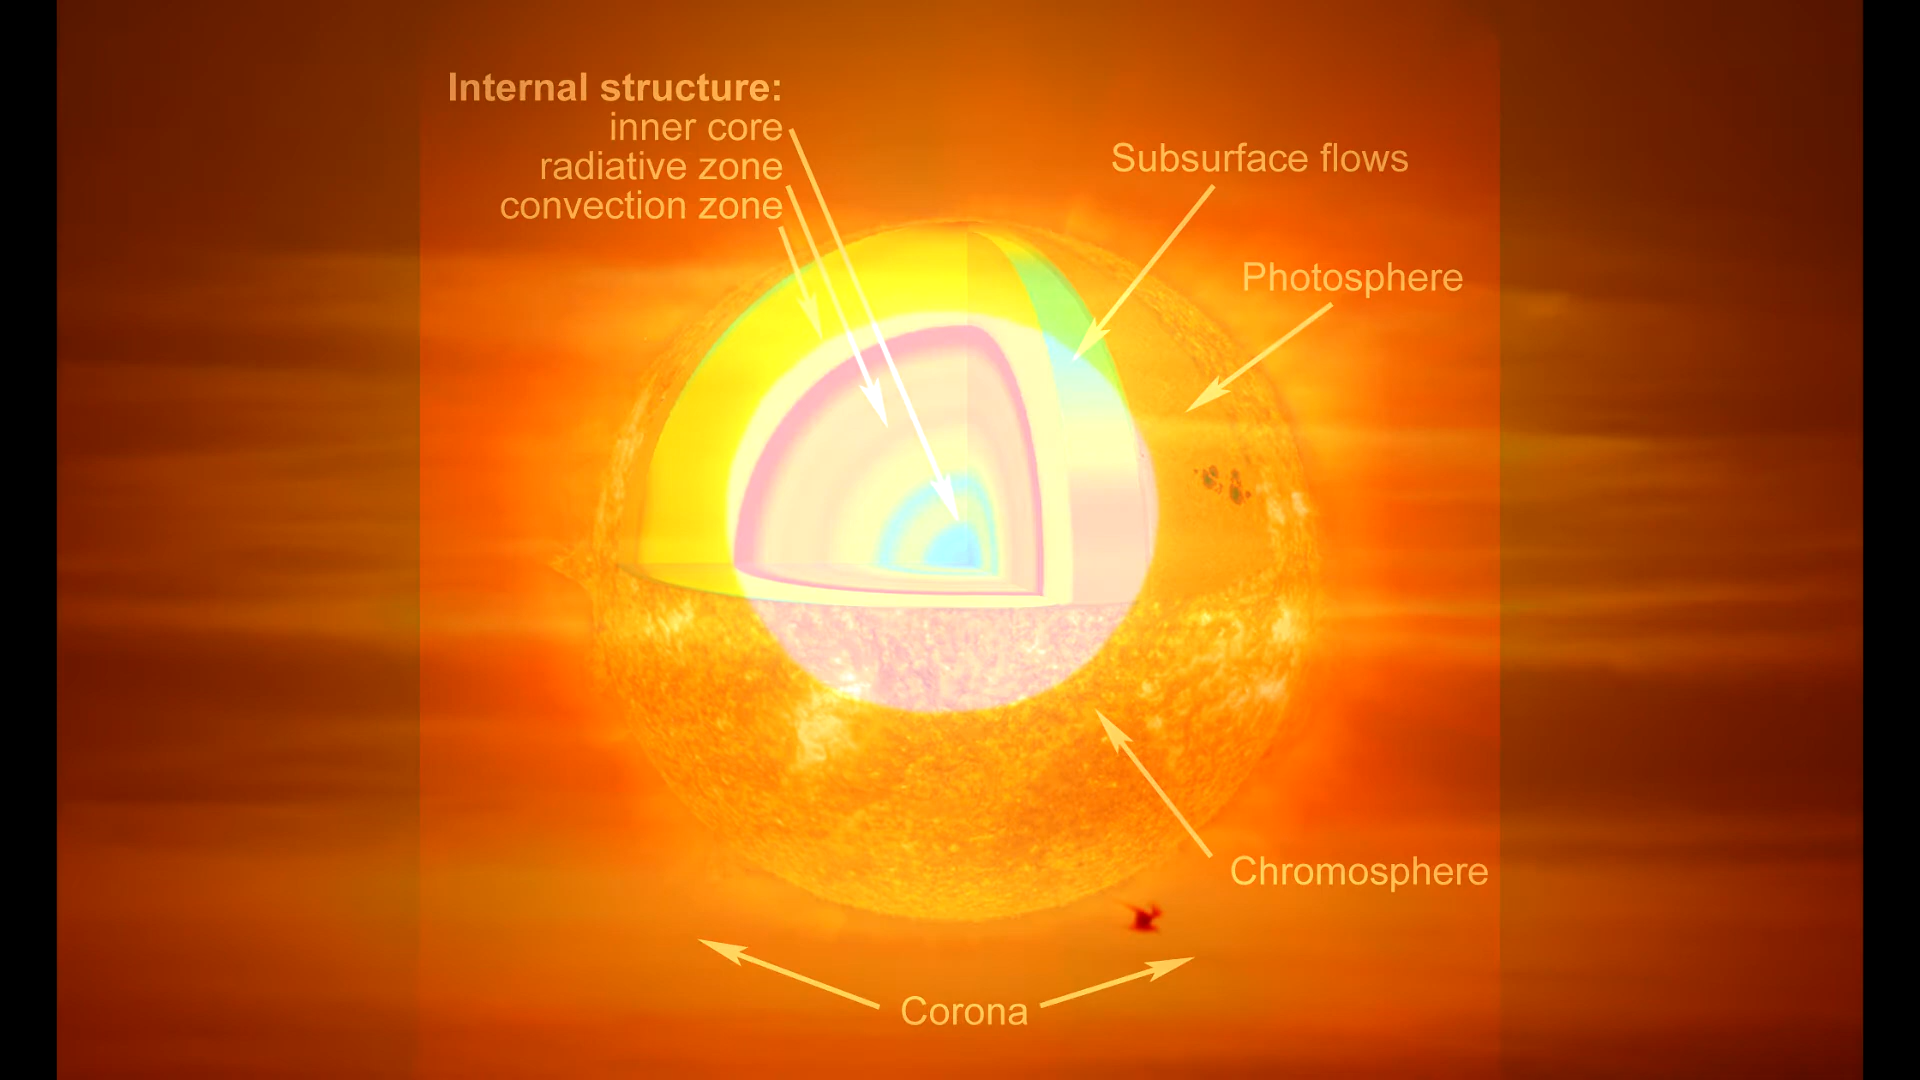 Internal structure:
inner core
radiative zone
convection zone
Subsurface flows
Photosphere
Chromosphere
Corona